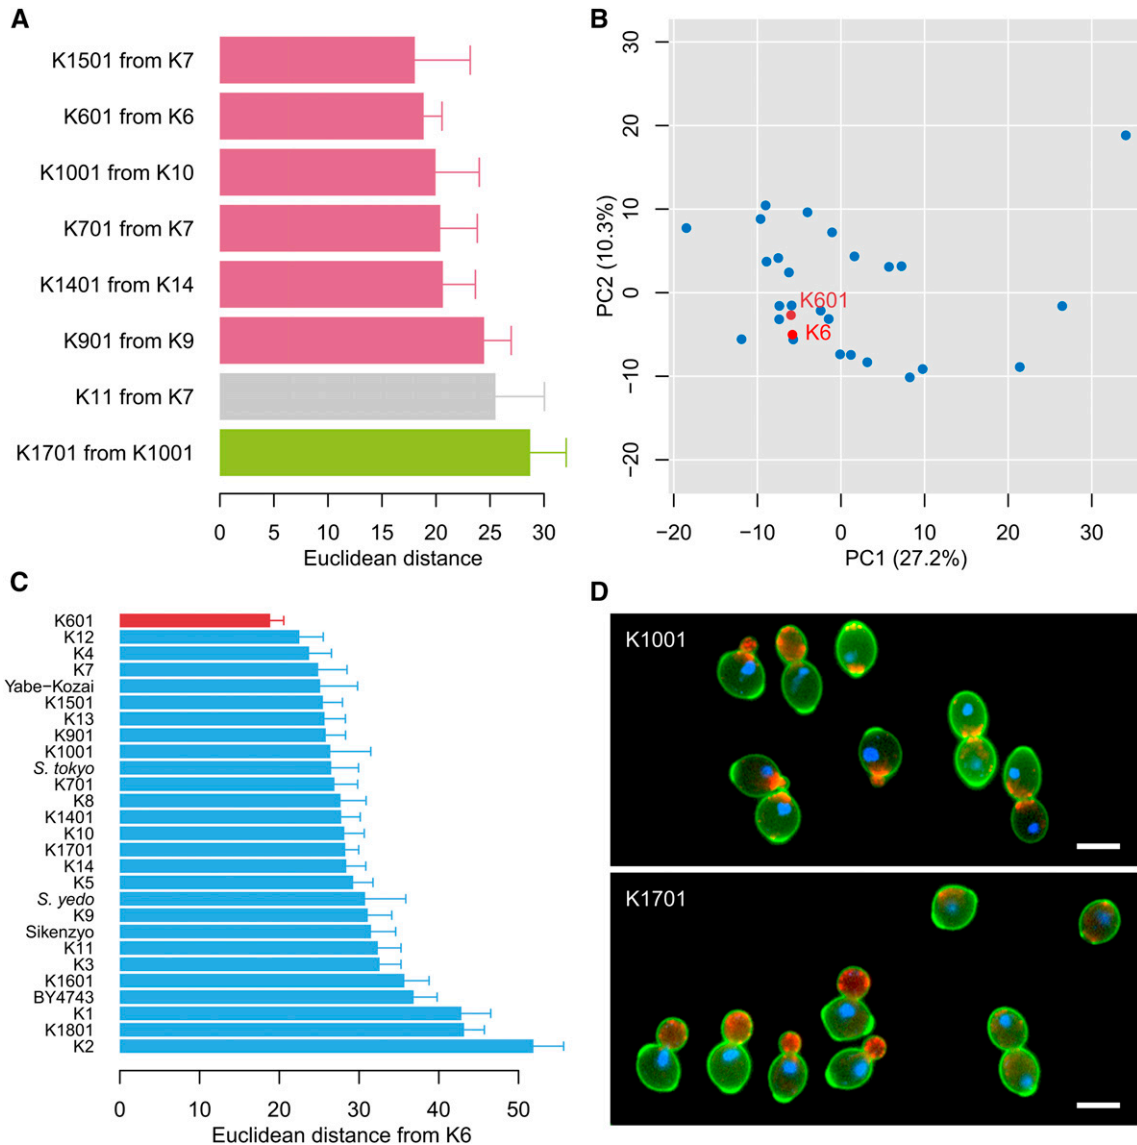 A
K1501 from K7
K601 from K6
K1001 from K10
K701 from K7
K1401 from K14
K901 from K9
K11 from K7
K1701 from K1001
0 5 10 15 20 25 30
Euclidean distance
B
30
20
10
0
−10
−20
PC2 (10.3%)
K601
K6
−20 −10 0 10 20 30
PC1 (27.2%)
C
K601
K12
K4
K7
Yabe−Kozai
K1501
K13
K901
K1001
S. tokyo
K701
K8
K1401
K10
K1701
K14
K5
S. yedo
K9
Sikenzyo
K11
K3
K1601
BY4743
K1
K1801
K2
0 10 20 30 40 50
Euclidean distance from K6
D
K1001
K1701